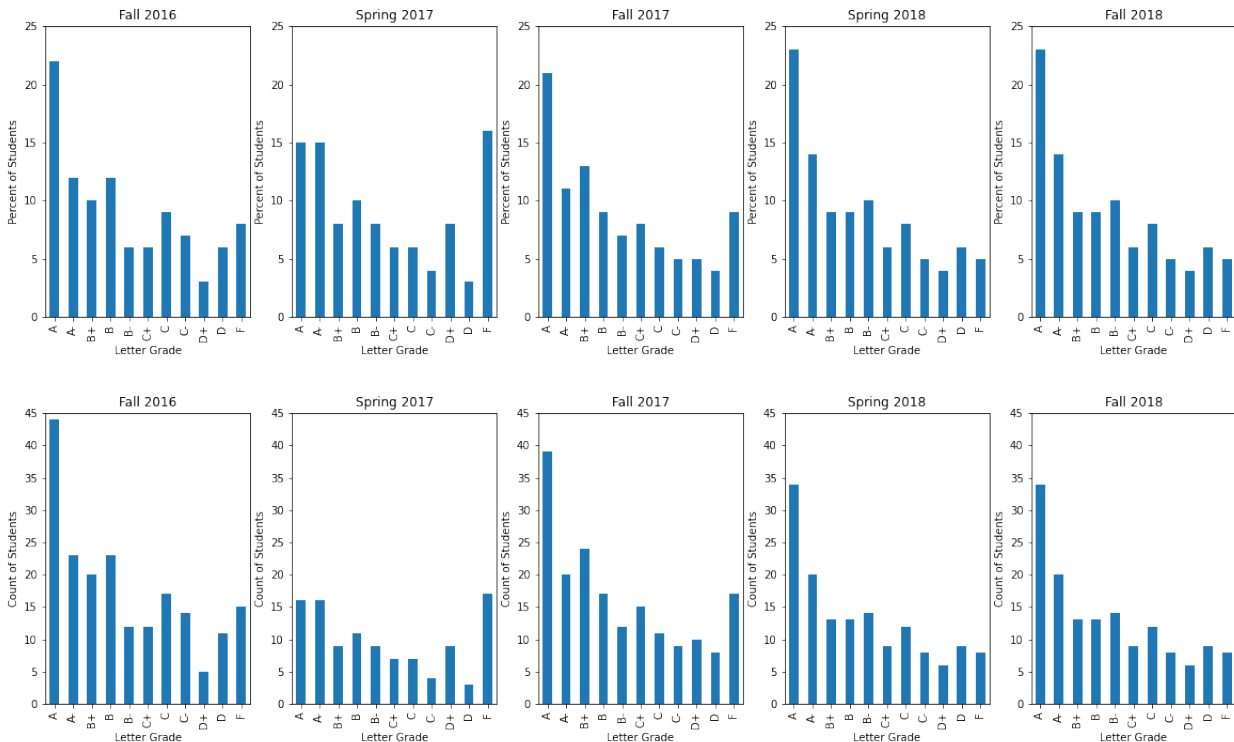 Fall 2016
Spring 2017
Fall 2017
Spring 2018
Fall 2018
25
20
15
10
5
0
Percent of Students
A
A-
B+
B
B-
C+
C
C-
D+
D
F
Letter Grade
25
20
15
10
5
0
Percent of Students
A
A-
B+
B
B-
C+
C
C-
D+
D
F
Letter Grade
25
20
15
10
5
0
Percent of Students
A
A-
B+
B
B-
C+
C
C-
D+
D
F
Letter Grade
25
20
15
10
5
0
Percent of Students
A
A-
B+
B
B-
C+
C
C-
D+
D
F
Letter Grade
25
20
15
10
5
0
Percent of Students
A
A-
B+
B
B-
C+
C
C-
D+
D
F
Letter Grade
Fall 2016
Spring 2017
Fall 2017
Spring 2018
Fall 2018
45
40
35
30
25
20
15
10
5
0
Count of Students
A
A-
B+
B
B-
C+
C
C-
D+
D
F
Letter Grade
45
40
35
30
25
20
15
10
5
0
Count of Students
A
A-
B+
B
B-
C+
C
C-
D+
D
F
Letter Grade
45
40
35
30
25
20
15
10
5
0
Count of Students
A
A-
B+
B
B-
C+
C
C-
D+
D
F
Letter Grade
45
40
35
30
25
20
15
10
5
0
Count of Students
A
A-
B+
B
B-
C+
C
C-
D+
D
F
Letter Grade
45
40
35
30
25
20
15
10
5
0
Count of Students
A
A-
B+
B
B-
C+
C
C-
D+
D
F
Letter Grade